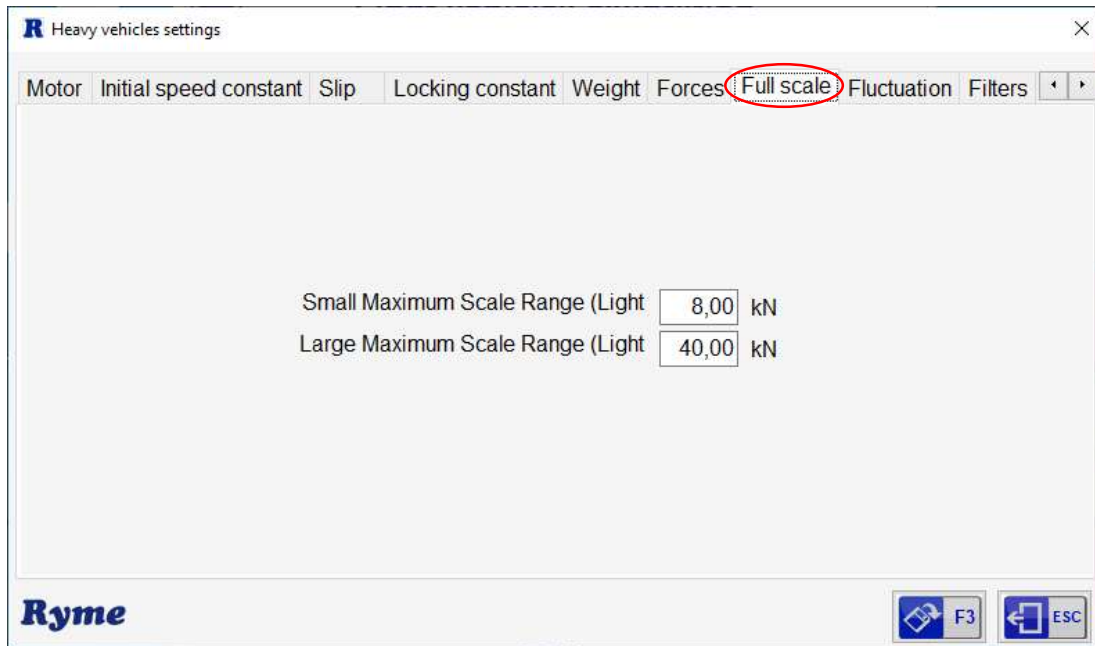 R Heavy vehicles settings
Motor Initial speed constant Slip Locking constant Weight Forces Full scale Fluctuation Filters
Small Maximum Scale Range (Light 8,00 kN
Large Maximum Scale Range (Light 40,00 kN
Ryme F3 ESC